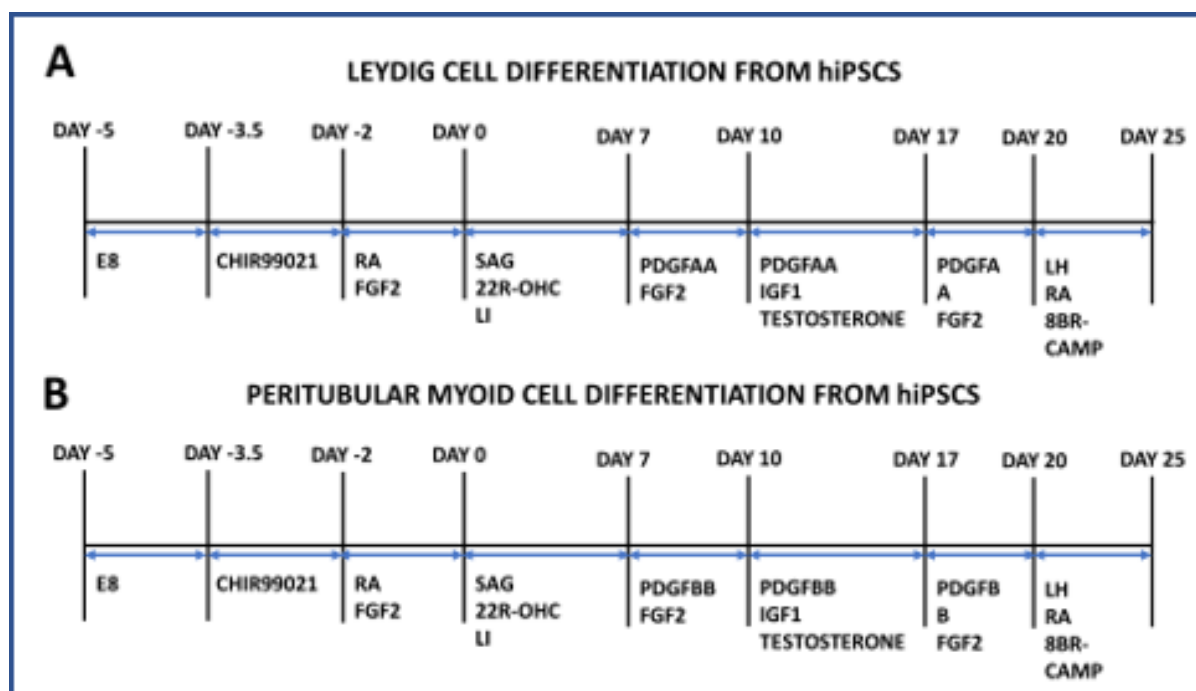 A
LEYDIG CELL DIFFERENTIATION FROM hiPSCS
DAY -5 DAY -3.5 DAY -2 DAY 0 DAY 7 DAY 10 DAY 17 DAY 20 DAY 25
E8 CHIR99021 RA SAG PDGFAA PDGFAA PDGFA LH
FGF2 22R-OHC FGF2 IGF1 A RA
LI TESTOSTERONE FGF2 8BR-
CAMP
B
PERITUBULAR MYOID CELL DIFFERENTIATION FROM hiPSCS
DAY -5 DAY -3.5 DAY -2 DAY 0 DAY 7 DAY 10 DAY 17 DAY 20 DAY 25
E8 CHIR99021 RA SAG PDGFBB PDGFBB PDGFB LH
FGF2 22R-OHC FGF2 IGF1 B RA
LI TESTOSTERONE FGF2 8BR-
CAMP